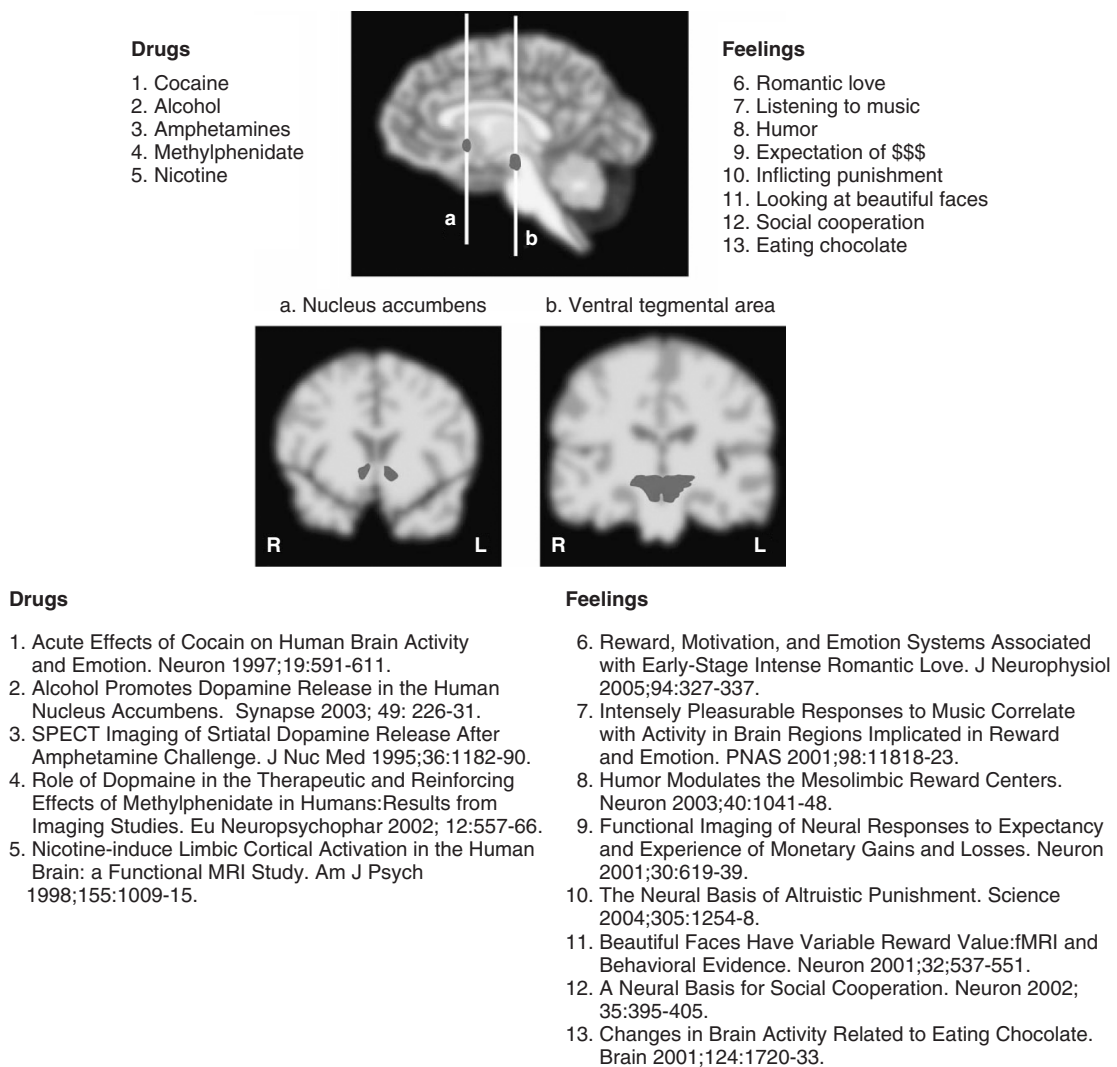 Drugs
1. Cocaine
2. Alcohol
3. Amphetamines
4. Methylphenidate
5. Nicotine
Feelings
6. Romantic love
7. Listening to music
8. Humor
9. Expectation of $$$
10. Inflicting punishment
11. Looking at beautiful faces
12. Social cooperation
13. Eating chocolate
a
b
a. Nucleus accumbens
b. Ventral tegmental area
R
L
R
L
Drugs
1. Acute Effects of Cocain on Human Brain Activity
and Emotion. Neuron 1997;19:591-611.
2. Alcohol Promotes Dopamine Release in the Human
Nucleus Accumbens. Synapse 2003; 49: 226-31.
3. SPECT Imaging of Srtiatal Dopamine Release After
Amphetamine Challenge. J Nuc Med 1995;36:1182-90.
4. Role of Dopmaine in the Therapeutic and Reinforcing
Effects of Methylphenidate in Humans:Results from
Imaging Studies. Eu Neuropsychophar 2002; 12:557-66.
5. Nicotine-induce Limbic Cortical Activation in the Human
Brain: a Functional MRI Study. Am J Psych
1998;155:1009-15.
Feelings
6. Reward, Motivation, and Emotion Systems Associated
with Early-Stage Intense Romantic Love. J Neurophysiol
2005;94:327-337.
7. Intensely Pleasurable Responses to Music Correlate
with Activity in Brain Regions Implicated in Reward
and Emotion. PNAS 2001;98:11818-23.
8. Humor Modulates the Mesolimbic Reward Centers.
Neuron 2003;40:1041-48.
9. Functional Imaging of Neural Responses to Expectancy
and Experience of Monetary Gains and Losses. Neuron
2001;30:619-39.
10. The Neural Basis of Altruistic Punishment. Science
2004;305:1254-8.
11. Beautiful Faces Have Variable Reward Value:fMRI and
Behavioral Evidence. Neuron 2001;32;537-551.
12. A Neural Basis for Social Cooperation. Neuron 2002;
35:395-405.
13. Changes in Brain Activity Related to Eating Chocolate.
Brain 2001;124:1720-33.